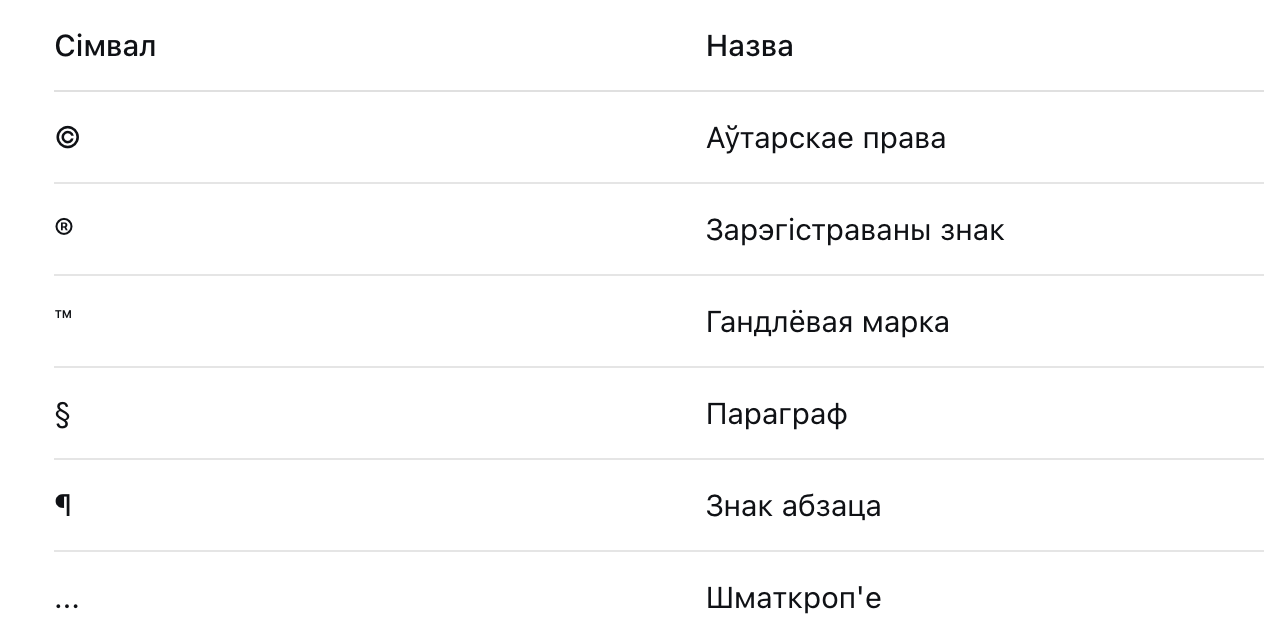 Сімвал Назва
© Аўтарскае права
® Зарэгістраваны знак
™ Гандлёвая марка
§ Параграф
¶ Знак абзаца
… Шматкроп'е